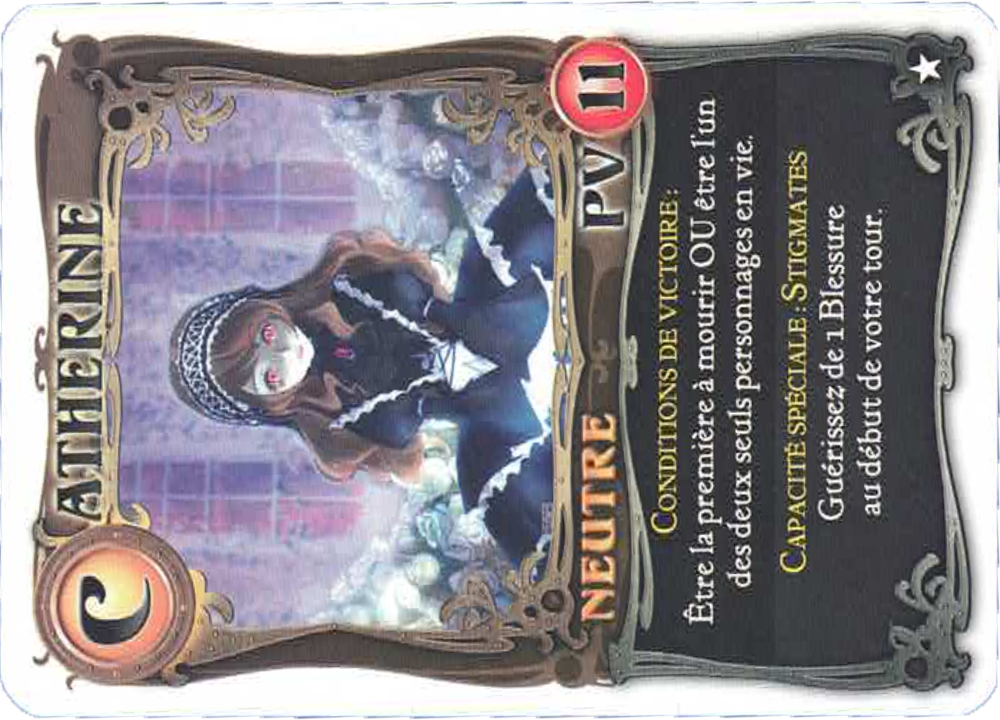 CATHERINE
NEUTRE PV 11
CONDITIONS DE VICTOIRE :
Être la première à mourir OU être l'un
des deux seuls personnages en vie.
CAPACITÉ SPÉCIALE : STIGMATES
Guérissez de 1 Blessure
au début de votre tour.